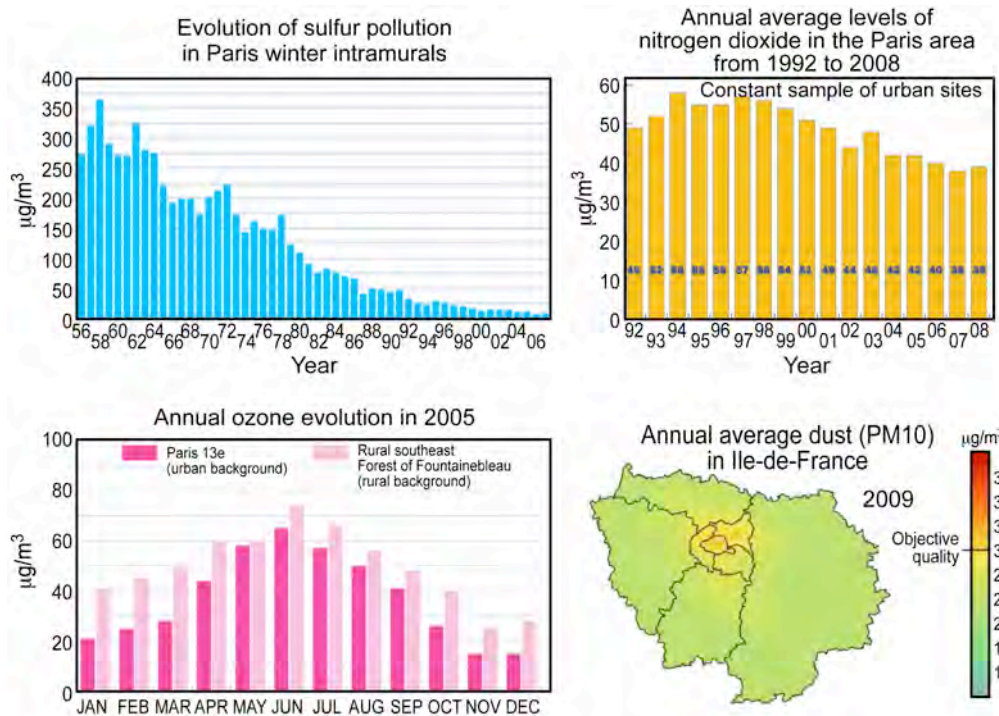 Evolution of sulfur pollution
in Paris winter intramurals
400
350
300
250
200
150
100
50
0
µg/m³
56 60 64 68 72 76 80 84 88 92 96 00 04
58 62 66 70 74 78 82 86 90 94 98 02 06
Year
Annual average levels of
nitrogen dioxide in the Paris area
from 1992 to 2008
Constant sample of urban sites
60
50
40
20
10
0
µg/m³
92 94 96 98 00 02 04 06 08
93 95 97 99 01 03 05 07
Year
Annual ozone evolution in 2005
Paris 13e
(urban background)
Rural southeast
Forest of Fountainebleau
(rural background)
100
80
60
40
20
0
µg/m³
JAN FEB MAR APR MAY JUN JUL AUG SEP OCT NOV DEC
Annual average dust (PM10)
in Ile-de-France
2009
Objective
quality